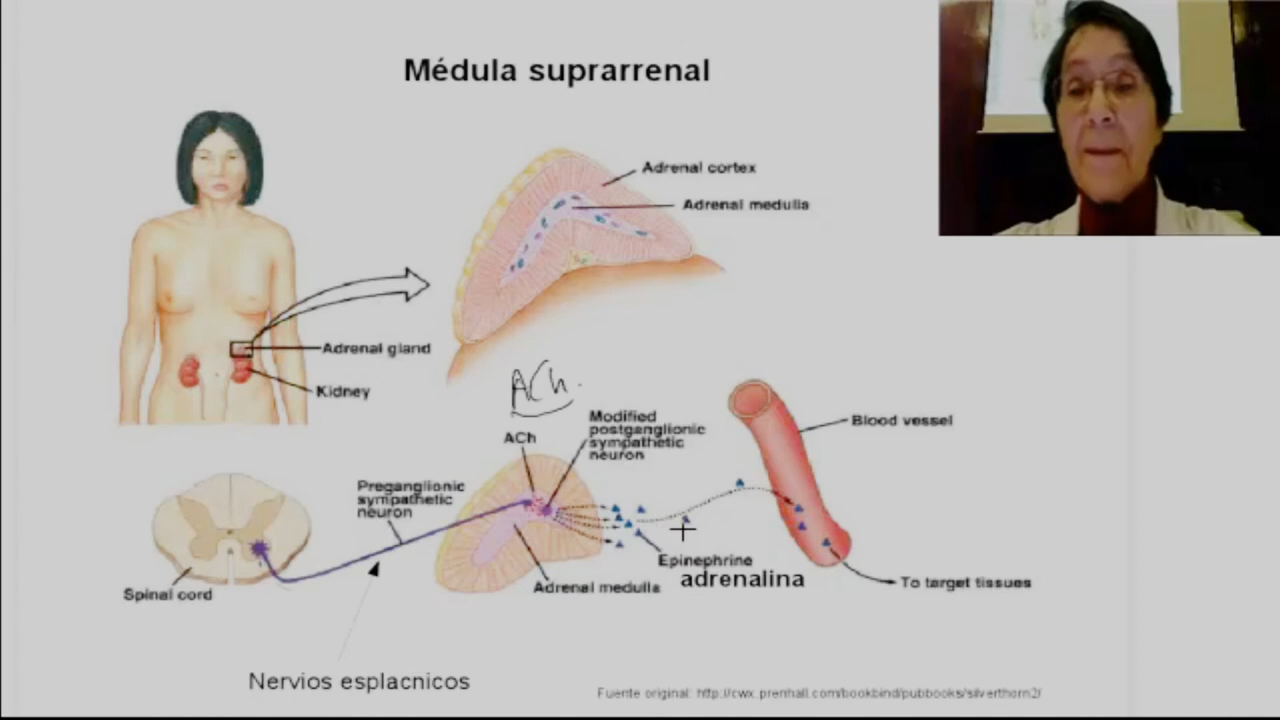 Médula suprarrenal
Adrenal cortex
Adrenal medulla
Adrenal gland
Kidney
ACh.
Modified
postganglionic
sympathetic
neuron
ACh
Blood vessel
Preganglionic
sympathetic
neuron
Epinephrine
adrenalina
Adrenal medulla
To target tissues
Spinal cord
Nervios esplacnicos
Fuente original: http://cwx.prenhall.com/bookbind/pubbooks/silverthorn2/